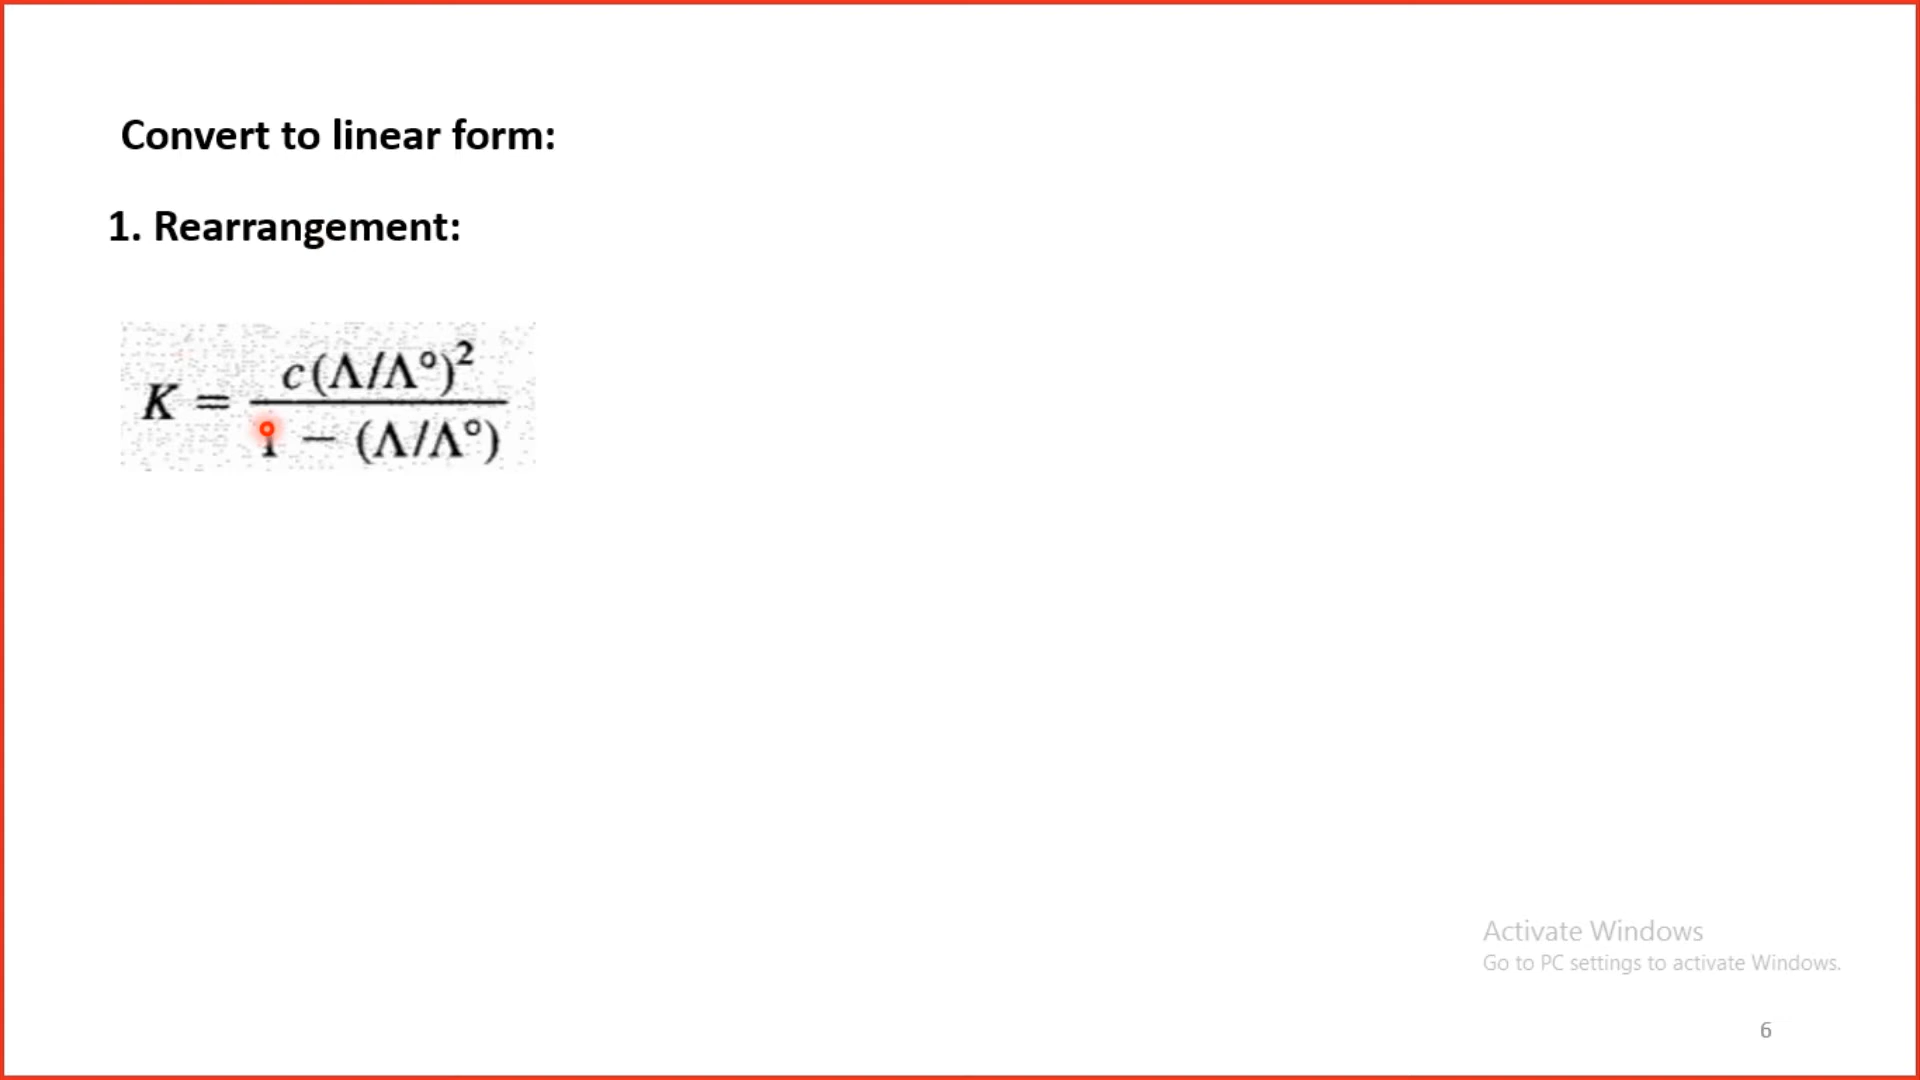 Convert to linear form:
1. Rearrangement:
K = c(Λ/Λ°)² / 1 − (Λ/Λ°)
Activate Windows
Go to PC settings to activate Windows.
6